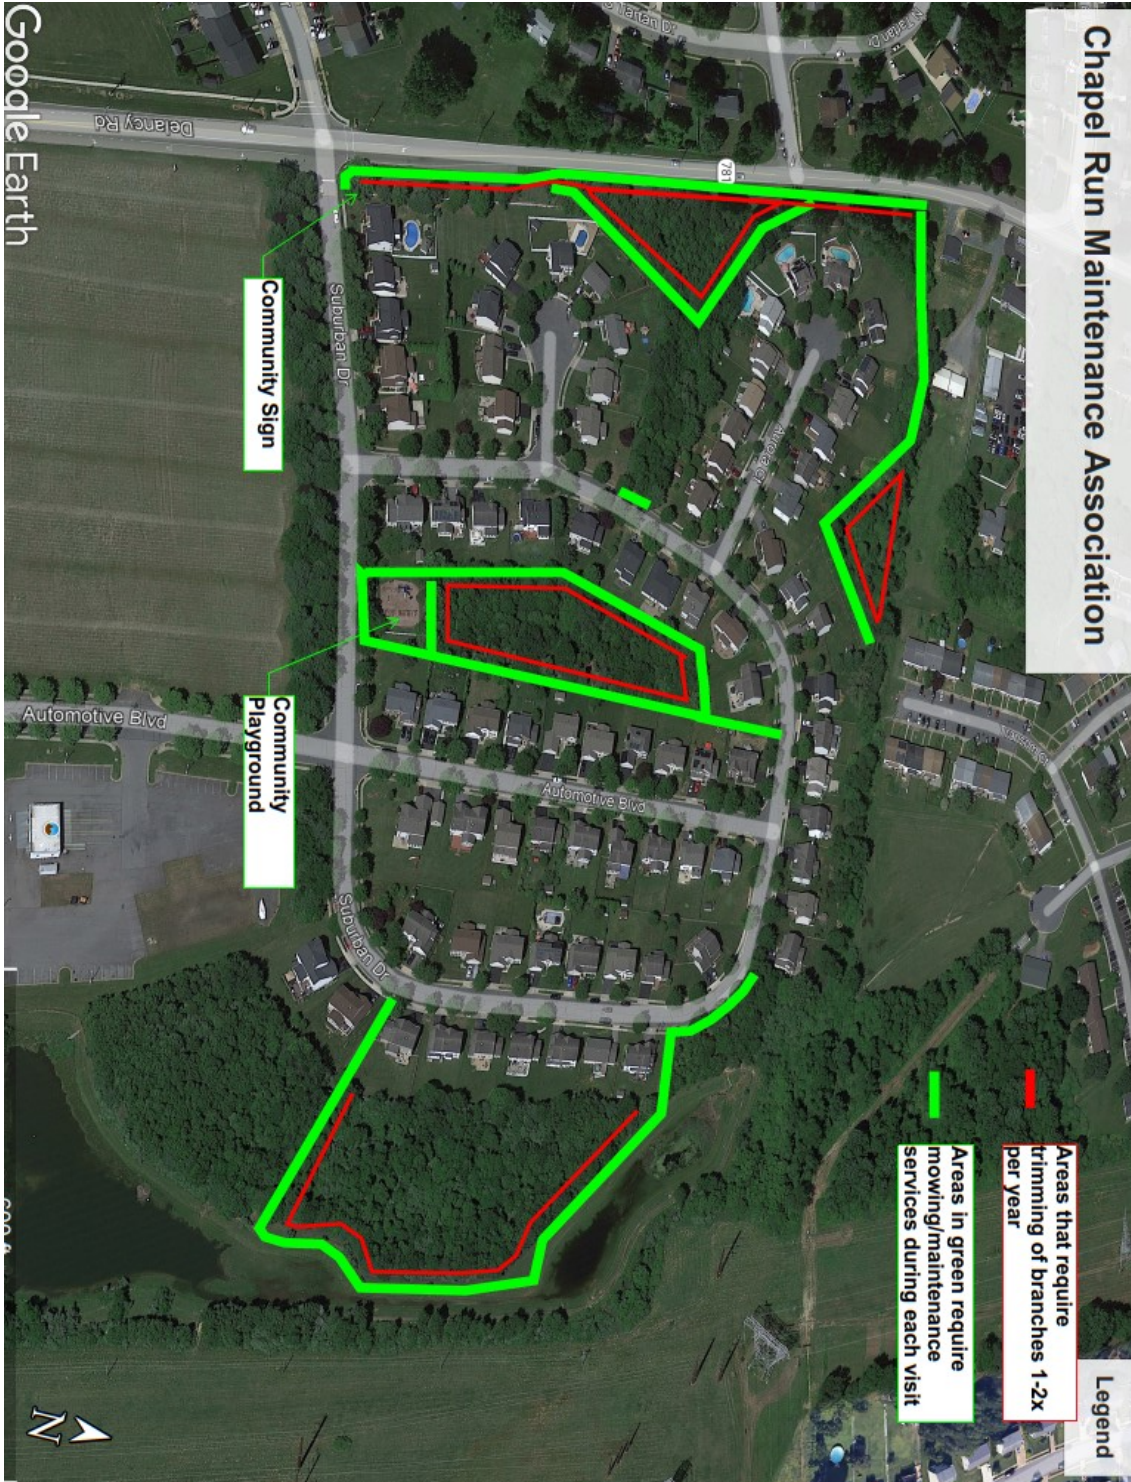 Chapel Run Maintenance Association
Legend
Areas that require
trimming of branches 1-2x
per year
Areas in green require
mowing/maintenance
services during each visit
781
Delancy Rd
Suburban Dr
Automotive Blvd
Automotive Blvd
Suburban Dr
Community Sign
Community
Playground
Google Earth
N